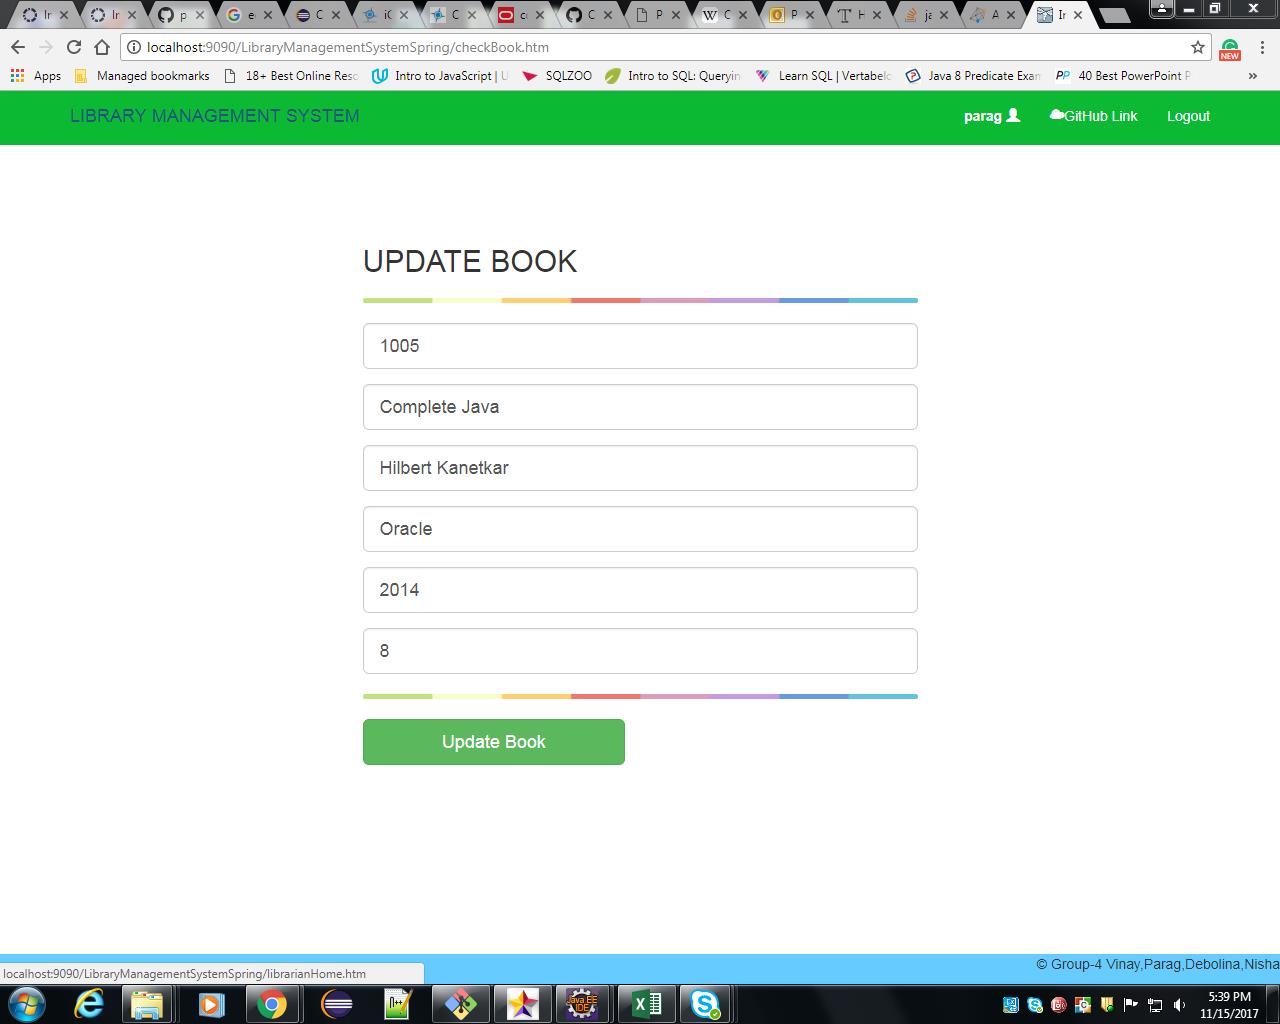 Ir
Ir
p
e
C
iC
C
co
C
P
C
P
H
ja
A
Ir
localhost:9090/LibraryManagementSystemSpring/checkBook.htm
NEW
Apps
Managed bookmarks
18+ Best Online Reso
Intro to JavaScript | U
SQLZOO
Intro to SQL: Queryin
Learn SQL | Vertabelo
Java 8 Predicate Exam
40 Best PowerPoint P
»
LIBRARY MANAGEMENT SYSTEM
parag
GitHub Link
Logout
UPDATE BOOK
1005
Complete Java
Hilbert Kanetkar
Oracle
2014
8
Update Book
© Group-4 Vinay,Parag,Debolina,Nisha
localhost:9090/LibraryManagementSystemSpring/librarianHome.htm
Java EE
IDE
5:39 PM
11/15/2017